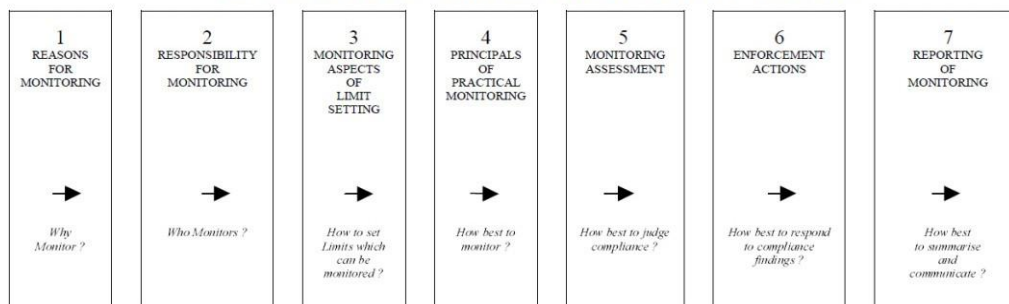 1
REASONS
FOR
MONITORING
Why
Monitor ?
2
RESPONSIBILITY
FOR
MONITORING
Who Monitors ?
3
MONITORING
ASPECTS
OF
LIMIT
SETTING
How to set
Limits which
can be
monitored ?
4
PRINCIPALS
OF
PRACTICAL
MONITORING
How best to
monitor ?
5
MONITORING
ASSESSMENT
How best to judge
compliance ?
6
ENFORCEMENT
ACTIONS
How best to respond
to compliance
findings ?
7
REPORTING
OF
MONITORING
How best
to summarise
and
communicate ?